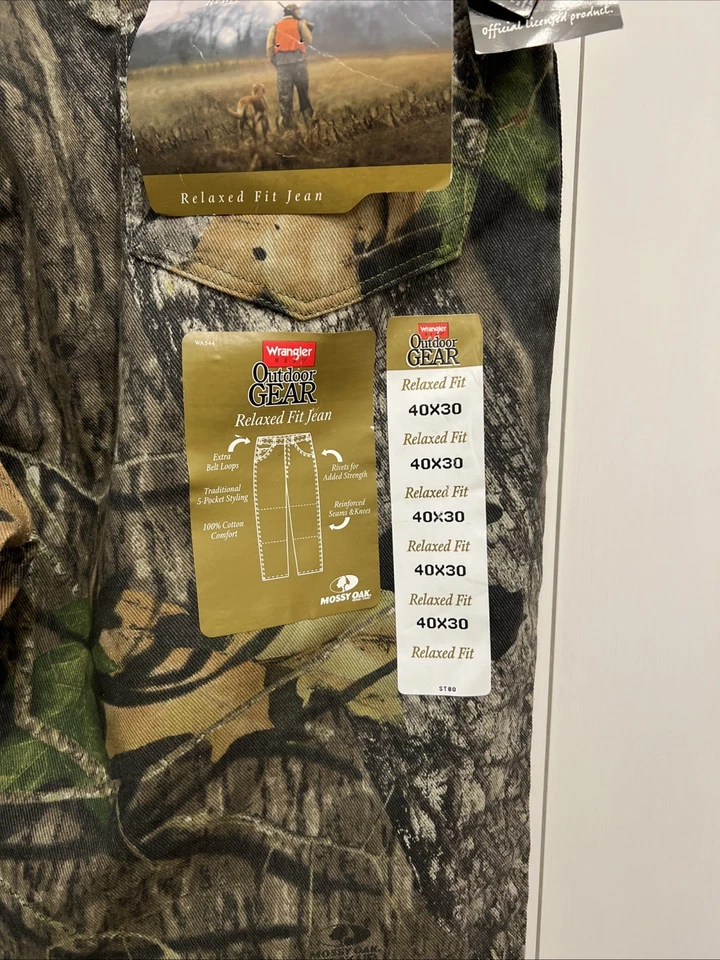 Official licensed product.
Relaxed Fit Jean
WA544
Wrangler
Outdoor
GEAR
Relaxed Fit Jean
Extra
Belt Loops
Rivets for
Added Strength
Traditional
5-Pocket Styling
Reinforced
Seams & Knees
100% Cotton
Comfort
MOSSY OAK.
Wrangler
Outdoor
GEAR
Relaxed Fit
40X30
Relaxed Fit
40X30
Relaxed Fit
40X30
Relaxed Fit
40X30
Relaxed Fit
40X30
Relaxed Fit
ST80
MOSSY OAK